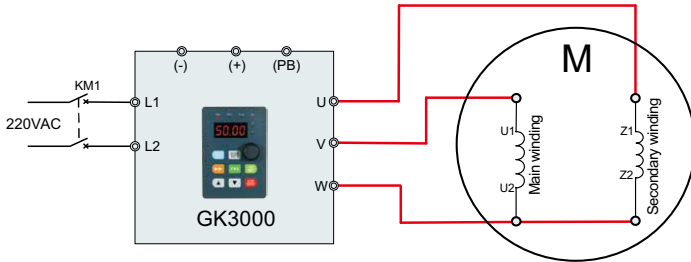 (-) (+) (PB)
KM1
L1
220VAC
L2
50.00
GK3000
U
V
W
M
U1
U2
Main winding
Z1
Z2
Secondary winding